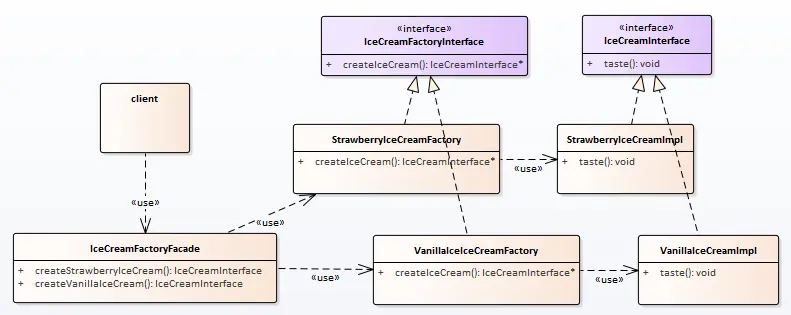 «interface»
IceCreamFactoryInterface
+ createIceCream(): IceCreamInterface*
«interface»
IceCreamInterface
+ taste(): void
client
StrawberryIceCreamFactory
+ createIceCream(): IceCreamInterface*
«use»
StrawberryIceCreamImpl
+ taste(): void
«use»
«use»
IceCreamFactoryFacade
+ createStrawberryIceCream(): IceCreamInterface
+ createVanillaIceCream(): IceCreamInterface
«use»
VanillaIceIceCreamFactory
+ createIceCream(): IceCreamInterface*
«use»
VanillaIceCreamImpl
+ taste(): void